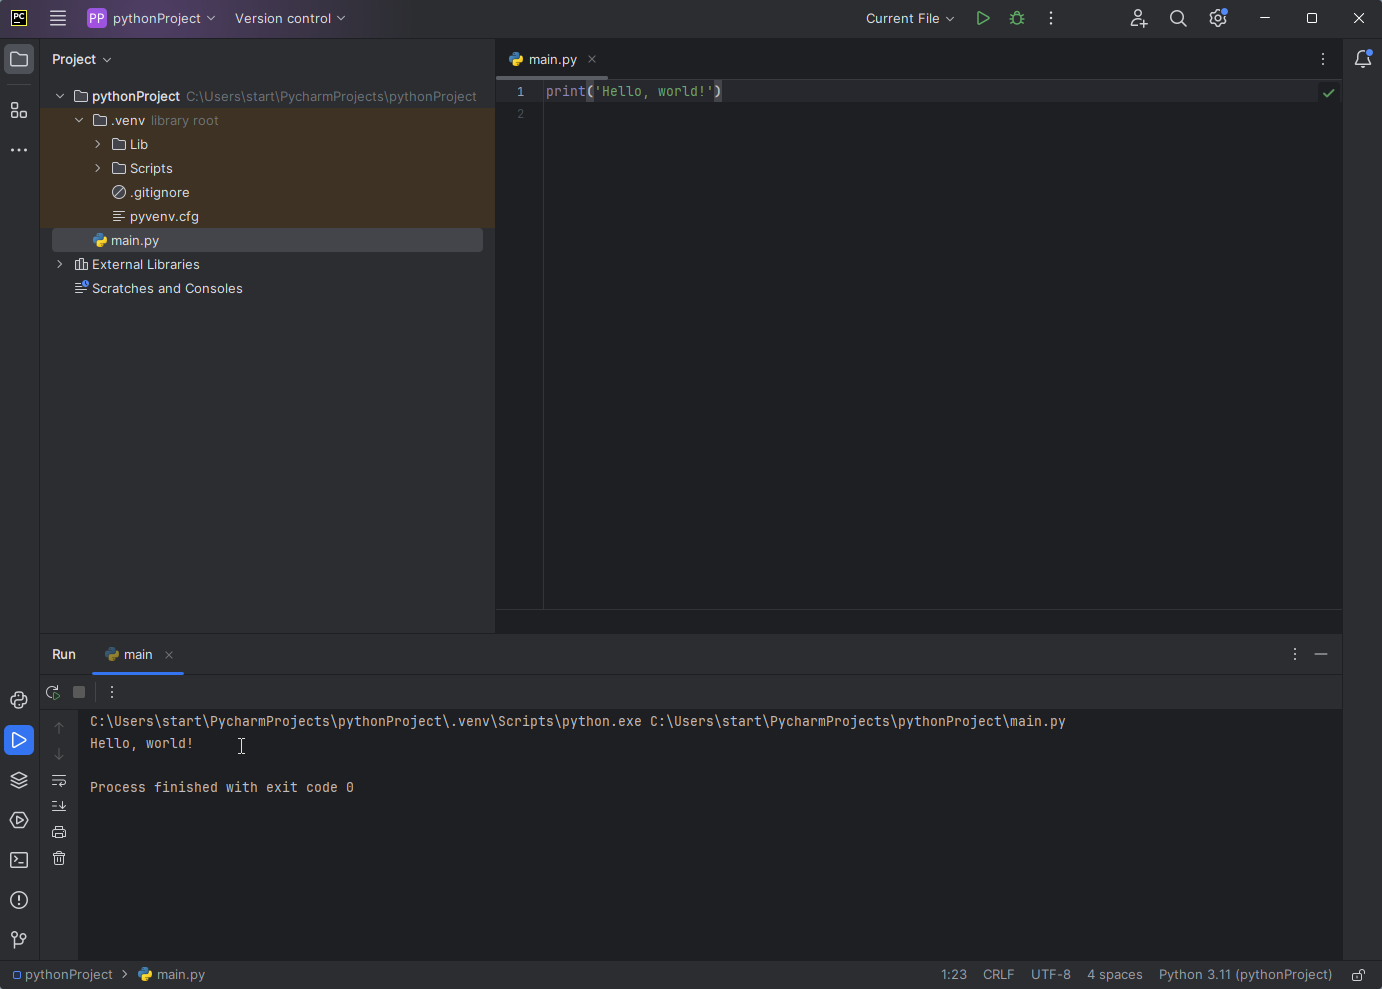 PC PP pythonProject Version control Current File
Project
main.py
pythonProject C:\Users\start\PycharmProjects\pythonProject
.venv library root
Lib
Scripts
.gitignore
pyvenv.cfg
main.py
External Libraries
Scratches and Consoles
1 print('Hello, world!')
2
Run main
C:\Users\start\PycharmProjects\pythonProject\.venv\Scripts\python.exe C:\Users\start\PycharmProjects\pythonProject\main.py
Hello, world!
Process finished with exit code 0
pythonProject > main.py 1:23 CRLF UTF-8 4 spaces Python 3.11 (pythonProject)